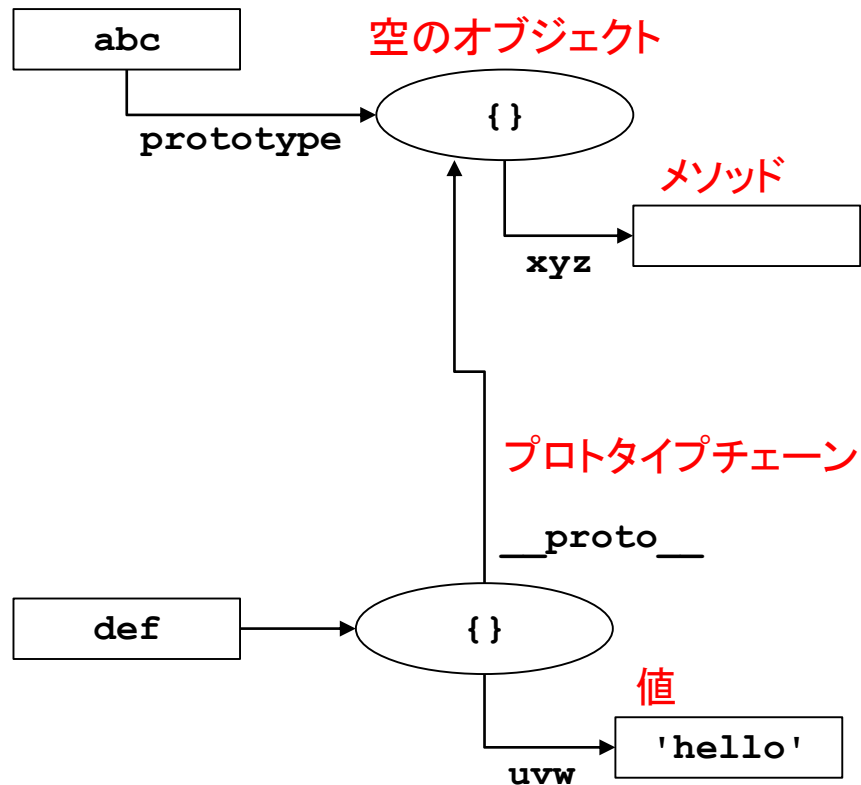 abc
空のオブジェクト
{}
prototype
メソッド
xyz
プロトタイプチェーン
__proto__
def
{}
値
'hello'
uvw